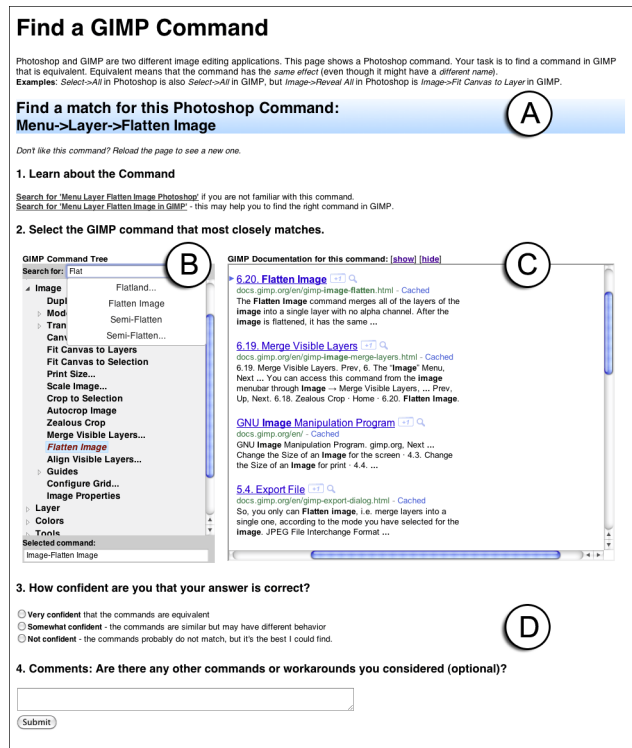 Find a GIMP Command
Photoshop and GIMP are two different image editing applications. This page shows a Photoshop command. Your task is to find a command in GIMP
that is equivalent. Equivalent means that the command has the same effect (even though it might have a different name).
Examples: Select->All in Photoshop is also Select->All in GIMP, but Image->Reveal All in Photoshop is Image->Fit Canvas to Layer in GIMP.
Find a match for this Photoshop Command:
Menu->Layer->Flatten Image
A
Don't like this command? Reload the page to see a new one.
1. Learn about the Command
Search for 'Menu Layer Flatten Image Photoshop' if you are not familiar with this command.
Search for 'Menu Layer Flatten Image in GIMP' - this may help you to find the right command in GIMP.
2. Select the GIMP command that most closely matches.
GIMP Command Tree
Search for: Flat
B
Flatland...
Flatten Image
Semi-Flatten
Semi-Flatten...
Image
Dupl
Mod
Tran
Canv
Fit Canvas to Layers
Fit Canvas to Selection
Print Size...
Scale Image...
Crop to Selection
Autocrop Image
Zealous Crop
Merge Visible Layers...
Flatten Image
Align Visible Layers...
Guides
Configure Grid...
Image Properties
Layer
Colors
Tools
Selected command:
Image-Flatten Image
GIMP Documentation for this command: [show] [hide]
C
6.20. Flatten Image
docs.gimp.org/en/gimp-image-flatten.html - Cached
The Flatten Image command merges all of the layers of the
image into a single layer with no alpha channel. After the
image is flattened, it has the same ...
6.19. Merge Visible Layers
docs.gimp.org/en/gimp-image-merge-layers.html - Cached
6.19. Merge Visible Layers. Prev, 6. The “Image” Menu,
Next ... You can access this command from the image
menubar through Image → Merge Visible Layers, ... Prev,
Up, Next. 6.18. Zealous Crop · Home · 6.20. Flatten Image.
GNU Image Manipulation Program
docs.gimp.org/en/ - Cached
GNU Image Manipulation Program. gimp.org, Next ...
Change the Size of an Image for the screen · 4.3. Change
the Size of an Image for print · 4.4. ...
5.4. Export File
docs.gimp.org/en/gimp-export-dialog.html - Cached
So, you only can Flatten image, i.e. merge layers into a
single one, according to the mode you have selected for the
image. JPEG File Interchange Format ...
3. How confident are you that your answer is correct?
Very confident that the commands are equivalent
Somewhat confident - the commands are similar but may have different behavior
Not confident - the commands probably do not match, but it's the best I could find.
D
4. Comments: Are there any other commands or workarounds you considered (optional)?
Submit